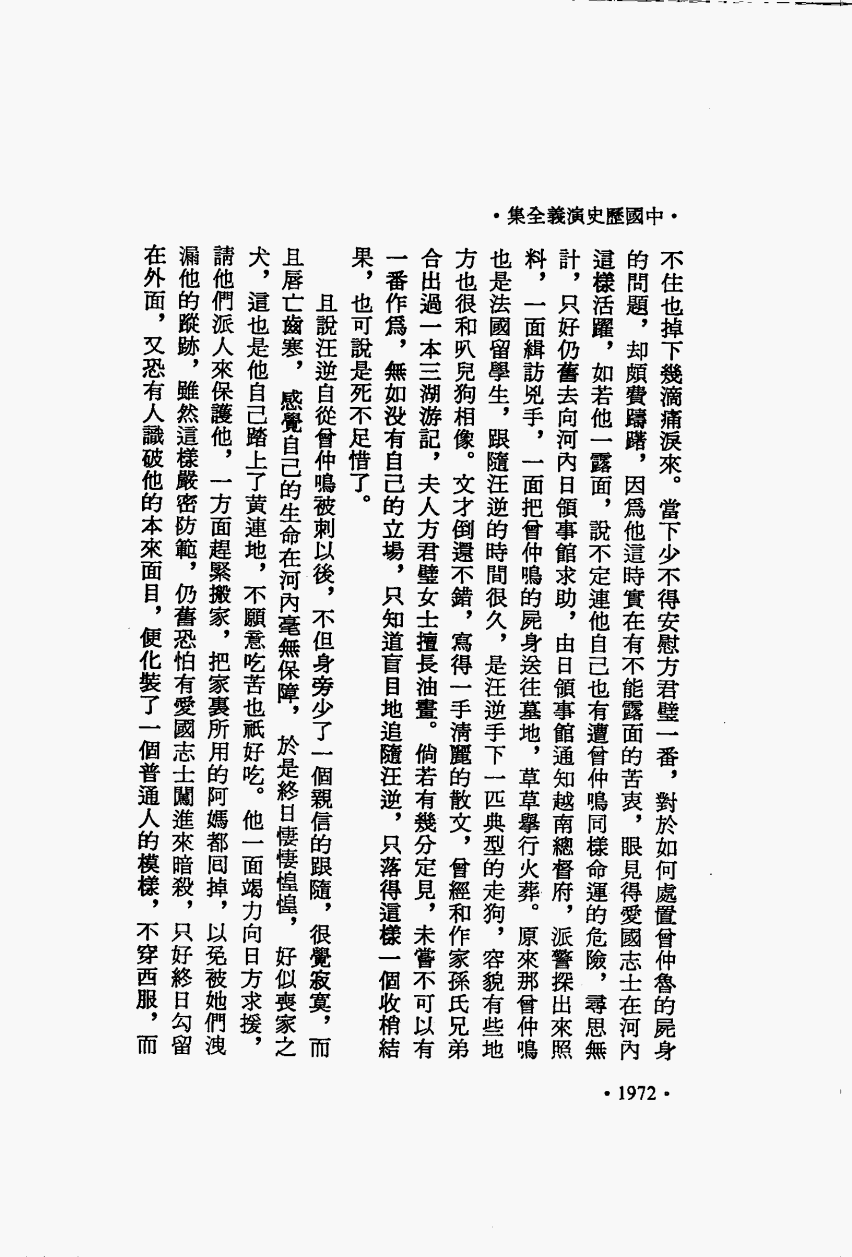 •中國歷史演義全集•
不住也掉下幾滴痛淚來。當下少不得安慰方君璧一番，對於如何處置曾仲魯的屍身
的問題，却頗費躊躇，因爲他這時實在有不能露面的苦衷，眼見得愛國志士在河內
這樣活躍，如若他一露面，說不定連他自己也有遭曾仲鳴同樣命運的危險，尋思無
計，只好仍舊去向河內日領事館求助，由日領事館通知越南總督府，派警探出來照
料，一面緝訪兇手，一面把曾仲鳴的屍身送往墓地，草草擧行火葬。原來那曾仲鳴
也是法國留學生，跟隨汪逆的時間很久，是汪逆手下一匹典型的走狗，容貌有些地
方也很和叭兒狗相像。文才倒還不錯，寫得一手淸麗的散文，曾經和作家孫氏兄弟
合出過一本三湖游記，夫人方君璧女士擅長油畫。倘若有幾分定見，未嘗不可以有
一番作爲，無如没有自己的立場，只知道盲目地追隨汪逆，只落得這樣一個收梢結
果，也可說是死不足惜了。
且說汪逆自從曾仲鳴被刺以後，不但身旁少了一個親信的跟隨，很覺寂寞，而
且唇亡齒寒，感覺自己的生命在河內毫無保障，於是終日悽悽惶惶，好似喪家之
犬，這也是他自己踏上了黃連地，不願意吃苦也祇好吃。他一面竭力向日方求援，
請他們派人來保護他，一方面趕緊搬家，把家裏所用的阿媽都囘掉，以免被她們洩
漏他的蹤跡，雖然這樣嚴密防範，仍舊恐怕有愛國志士闖進來暗殺，只好終日勾留
在外面，又恐有人識破他的本來面目，便化裝了一個普通人的模樣，不穿西服，而
•1972•